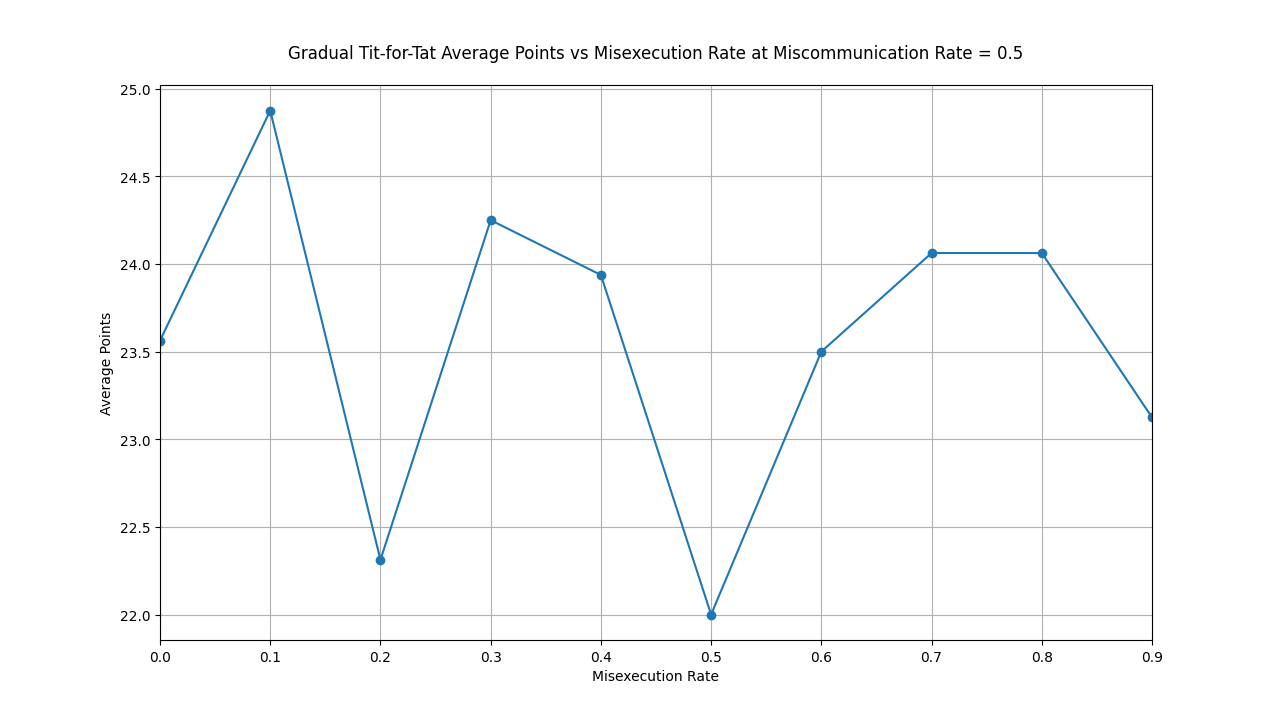 Gradual Tit-for-Tat Average Points vs Misexecution Rate at Miscommunication Rate = 0.5
25.0
24.5
24.0
23.5
23.0
22.5
22.0
Average Points
0.0 0.1 0.2 0.3 0.4 0.5 0.6 0.7 0.8 0.9
Misexecution Rate